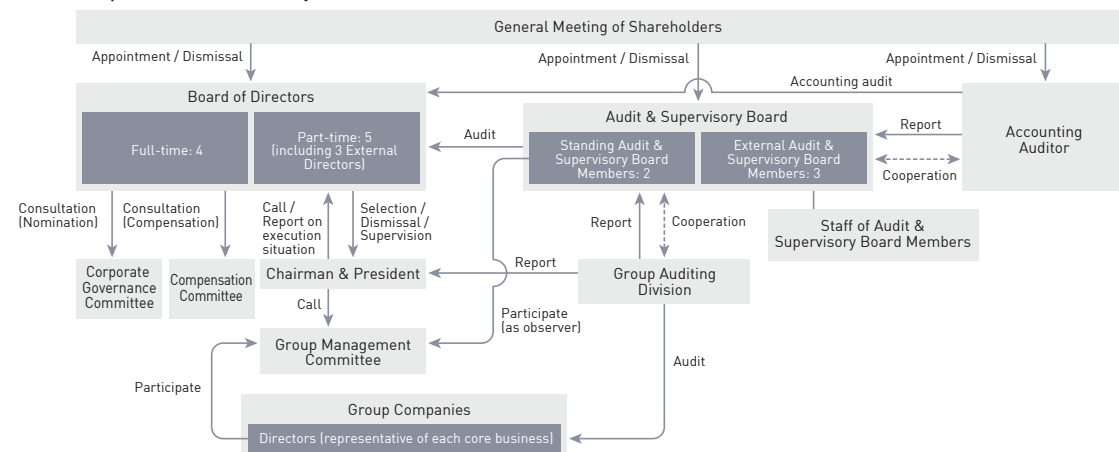 General Meeting of Shareholders
Appointment / Dismissal
Appointment / Dismissal
Appointment / Dismissal
Accounting audit
Board of Directors
Full-time: 4
Part-time: 5
(including 3 External
Directors)
Audit
Audit & Supervisory Board
Standing Audit &
Supervisory Board
Members: 2
External Audit &
Supervisory Board
Members: 3
Report
Cooperation
Accounting
Auditor
Consultation
(Nomination)
Consultation
(Compensation)
Call /
Report on
execution
situation
Selection /
Dismissal /
Supervision
Report
Cooperation
Staff of Audit &
Supervisory Board Members
Corporate
Governance
Committee
Compensation
Committee
Chairman & President
Report
Group Auditing
Division
Call
Participate
(as observer)
Group Management
Committee
Audit
Participate
Group Companies
Directors (representative of each core business)